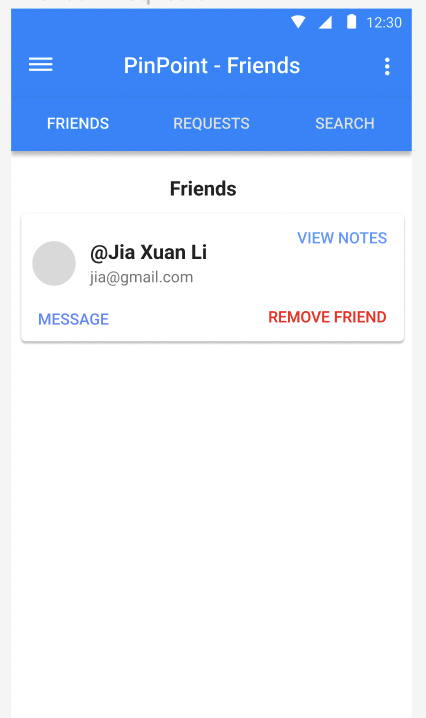 12:30
PinPoint - Friends
FRIENDS REQUESTS SEARCH
Friends
VIEW NOTES
@Jia Xuan Li
jia@gmail.com
MESSAGE REMOVE FRIEND